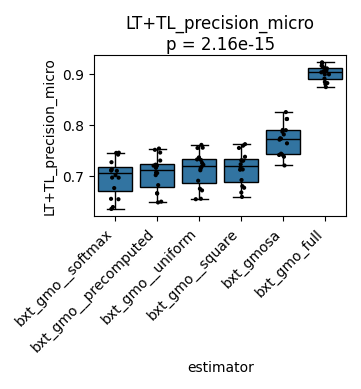 LT+TL_precision_micro
p = 2.16e-15
LT+TL_precision_micro
0.9
0.8
0.7
bxt_gmo__softmax
bxt_gmo__precomputed
bxt_gmo__uniform
bxt_gmo__square
bxt_gmosa
bxt_gmo_full
estimator